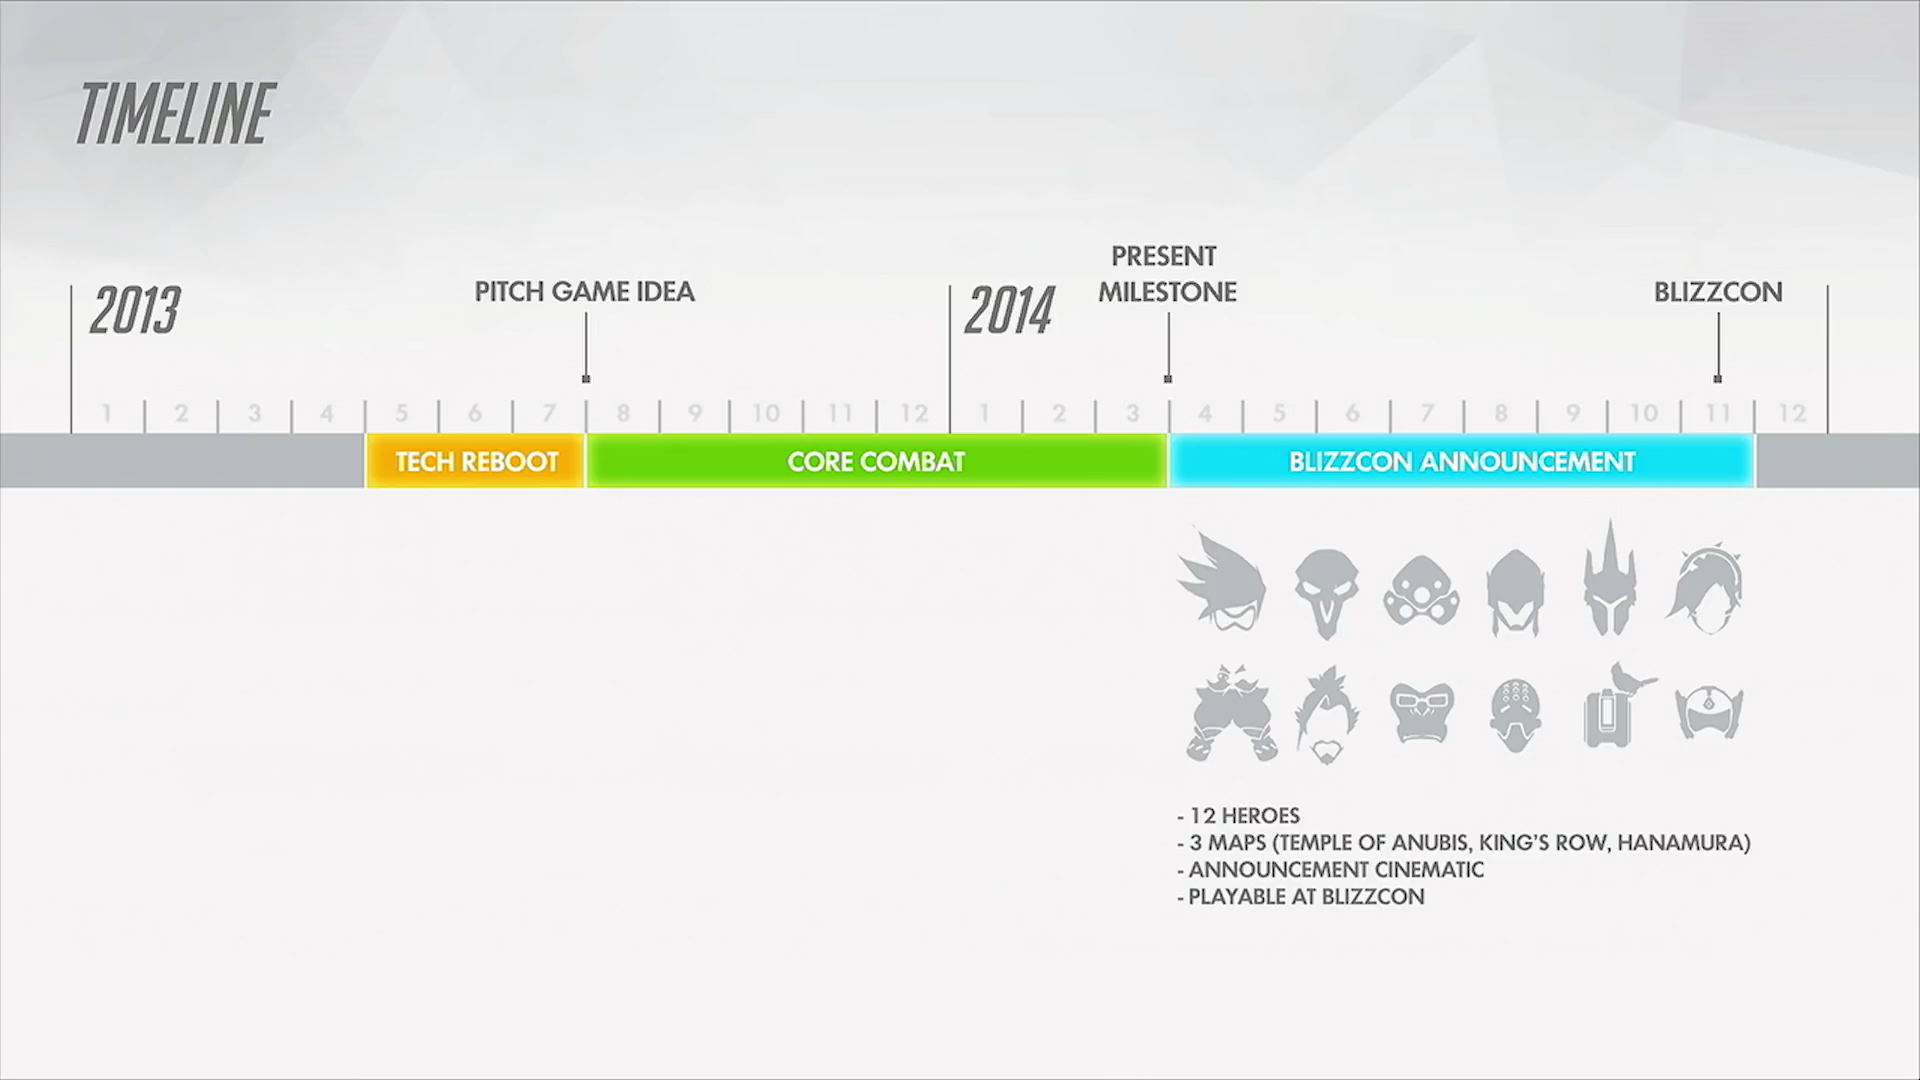 TIMELINE
PRESENT
MILESTONE
2013
PITCH GAME IDEA
2014
BLIZZCON
1 2 3 4 5 6 7 8 9 10 11 12 1 2 3 4 5 6 7 8 9 10 11 12
TECH REBOOT
CORE COMBAT
BLIZZCON ANNOUNCEMENT
- 12 HEROES
- 3 MAPS (TEMPLE OF ANUBIS, KING'S ROW, HANAMURA)
- ANNOUNCEMENT CINEMATIC
- PLAYABLE AT BLIZZCON